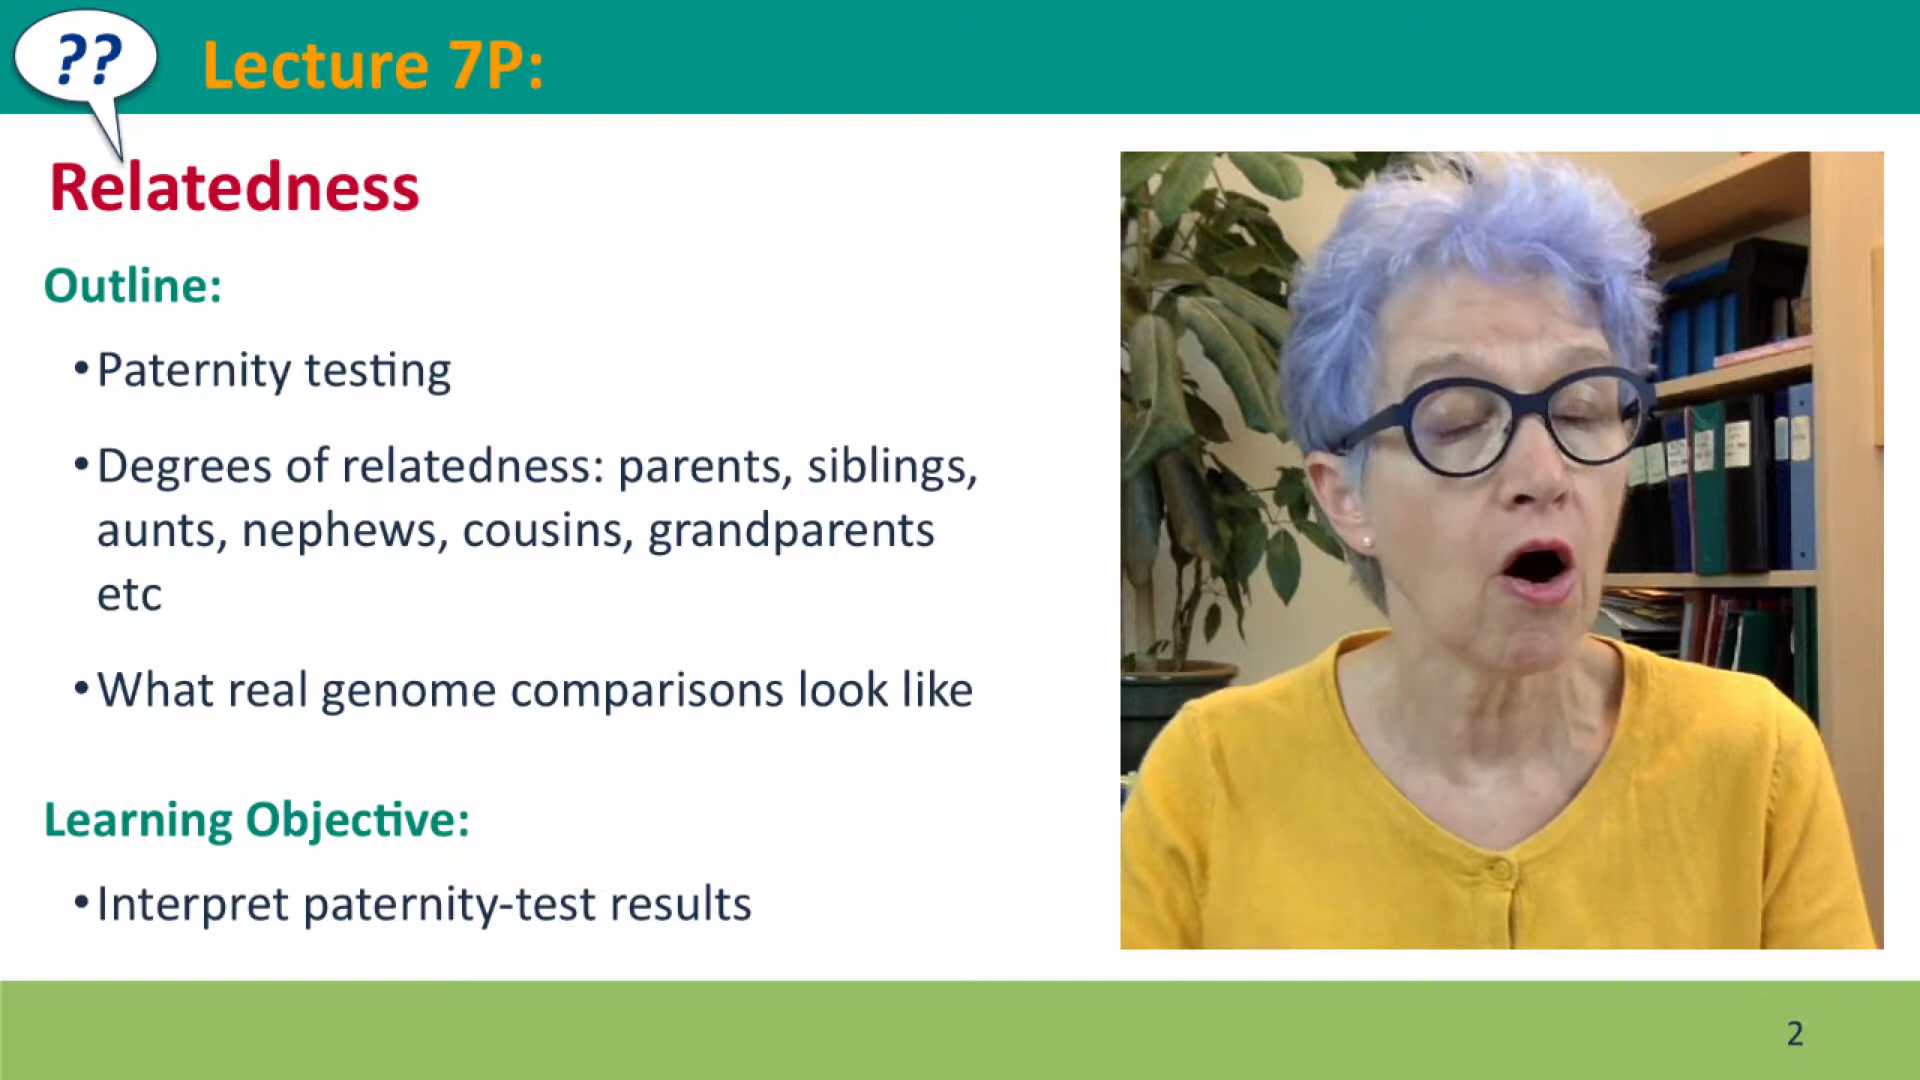 ??
Lecture 7P:
Relatedness
Outline:
•Paternity testing
•Degrees of relatedness: parents, siblings,
aunts, nephews, cousins, grandparents
etc
•What real genome comparisons look like
Learning Objective:
•Interpret paternity-test results
2